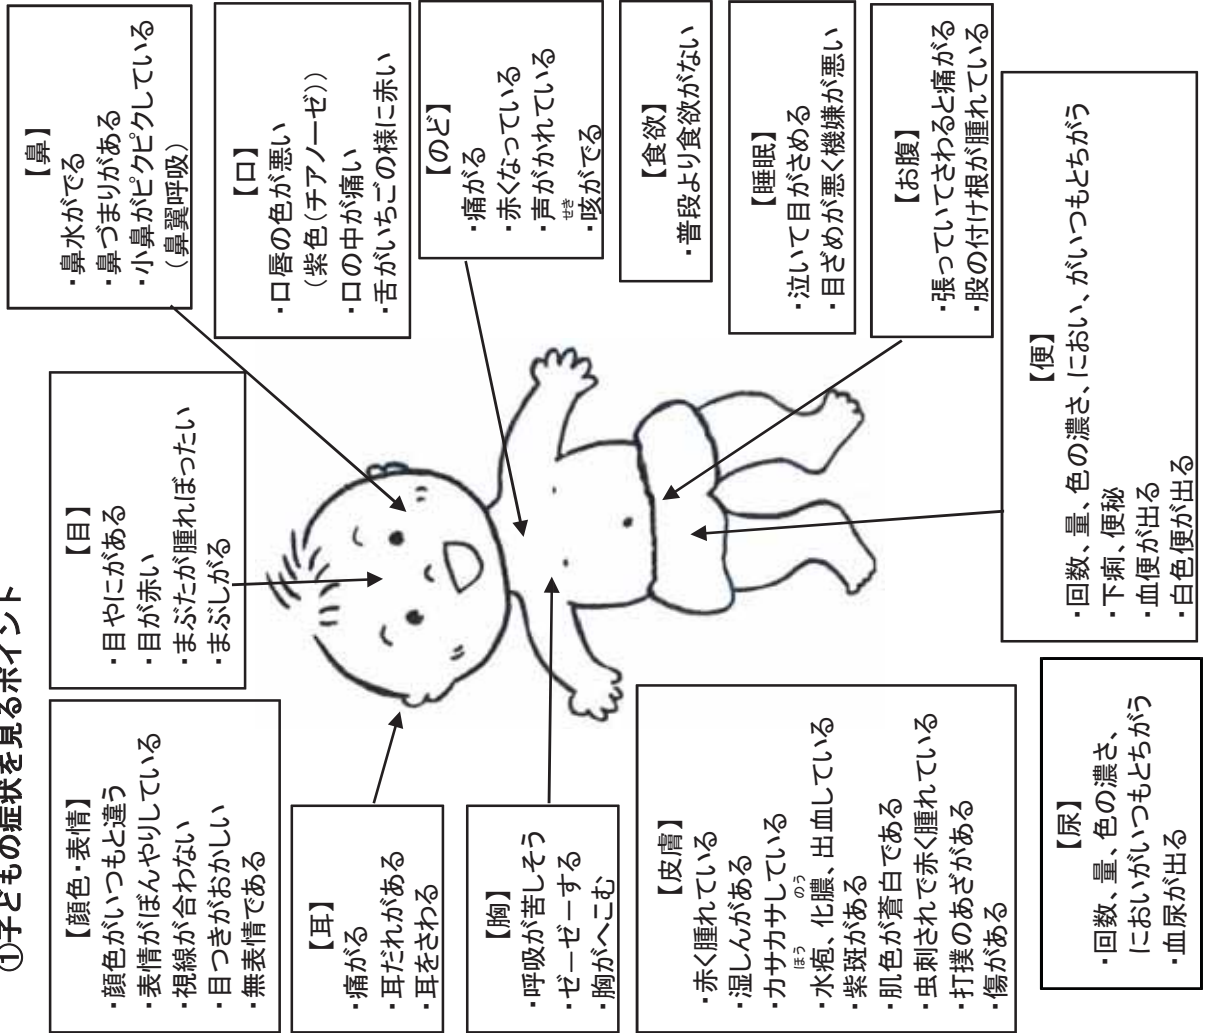 ①子どもの症状を見るポイント
【顔色・表情】
・顔色がいつもと違う
・表情がぼんやりしている
・視線が合わない
・目つきがおかしい
・無表情である
【目】
・目やにがある
・目が赤い
・まぶたが腫れぼったい
・まぶしがる
【鼻】
・鼻水がでる
・鼻づまりがある
・小鼻がピクピクしている
（鼻翼呼吸）
【耳】
・痛がる
・耳だれがある
・耳をさわる
【口】
・口唇の色が悪い
（紫色（チアノーゼ））
・口の中が痛い
・舌がいちごの様に赤い
【胸】
・呼吸が苦しそう
・ゼーゼーする
・胸がへこむ
【のど】
・痛がる
・赤くなっている
・声がかれている
せき
・咳がでる
【皮膚】
・赤く腫れている
・湿しんがある
・カサカサしている
ほう のう
・水疱、化膿、出血している
・紫斑がある
・肌色が蒼白である
・虫刺されで赤く腫れている
・打撲のあざがある
・傷がある
【食欲】
・普段より食欲がない
【睡眠】
・泣いて目がさめる
・目ざめが悪く機嫌が悪い
【お腹】
・張っていてさわると痛がる
・股の付け根が腫れている
【尿】
・回数、量、色の濃さ、
においがいつもとちがう
・血尿が出る
【便】
・回数、量、色の濃さ、におい、がいつもとちがう
・下痢、便秘
・血便が出る
・白色便が出る